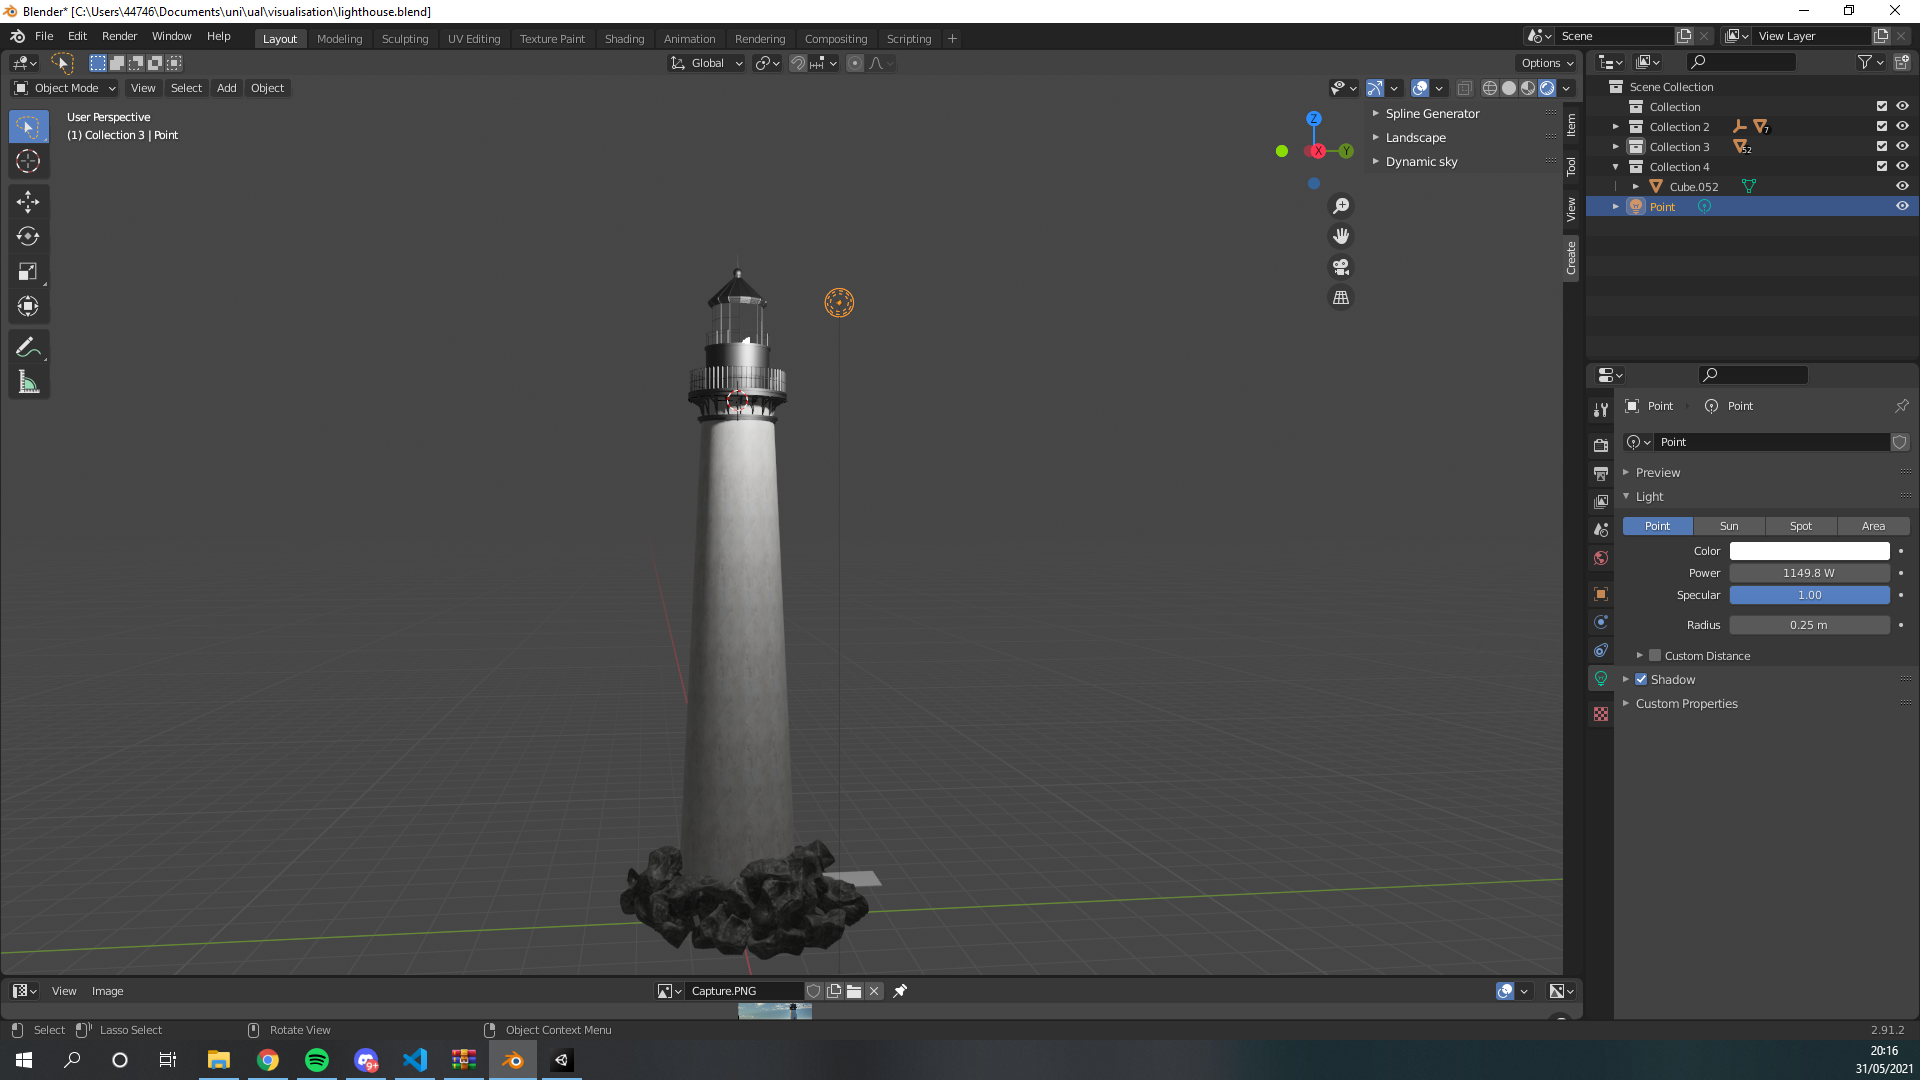 Blender* [C:\Users\44746\Documents\uni\ual\visualisation\lighthouse.blend]
File Edit Render Window Help Layout Modeling Sculpting UV Editing Texture Paint Shading Animation Rendering Compositing Scripting + Scene View Layer
Global Options
Object Mode View Select Add Object
User Perspective
(1) Collection 3 | Point
Z
X
Y
Spline Generator
Landscape
Dynamic sky
Item
Tool
View
Create
Scene Collection
Collection
Collection 2 7
Collection 3 52
Collection 4
Cube.052
Point
Point Point
Point
Preview
Light
Point Sun Spot Area
Color
Power 1149.8 W
Specular 1.00
Radius 0.25 m
Custom Distance
Shadow
Custom Properties
View Image Capture.PNG
Select Lasso Select Rotate View Object Context Menu 2.91.2
9+
20:16
31/05/2021